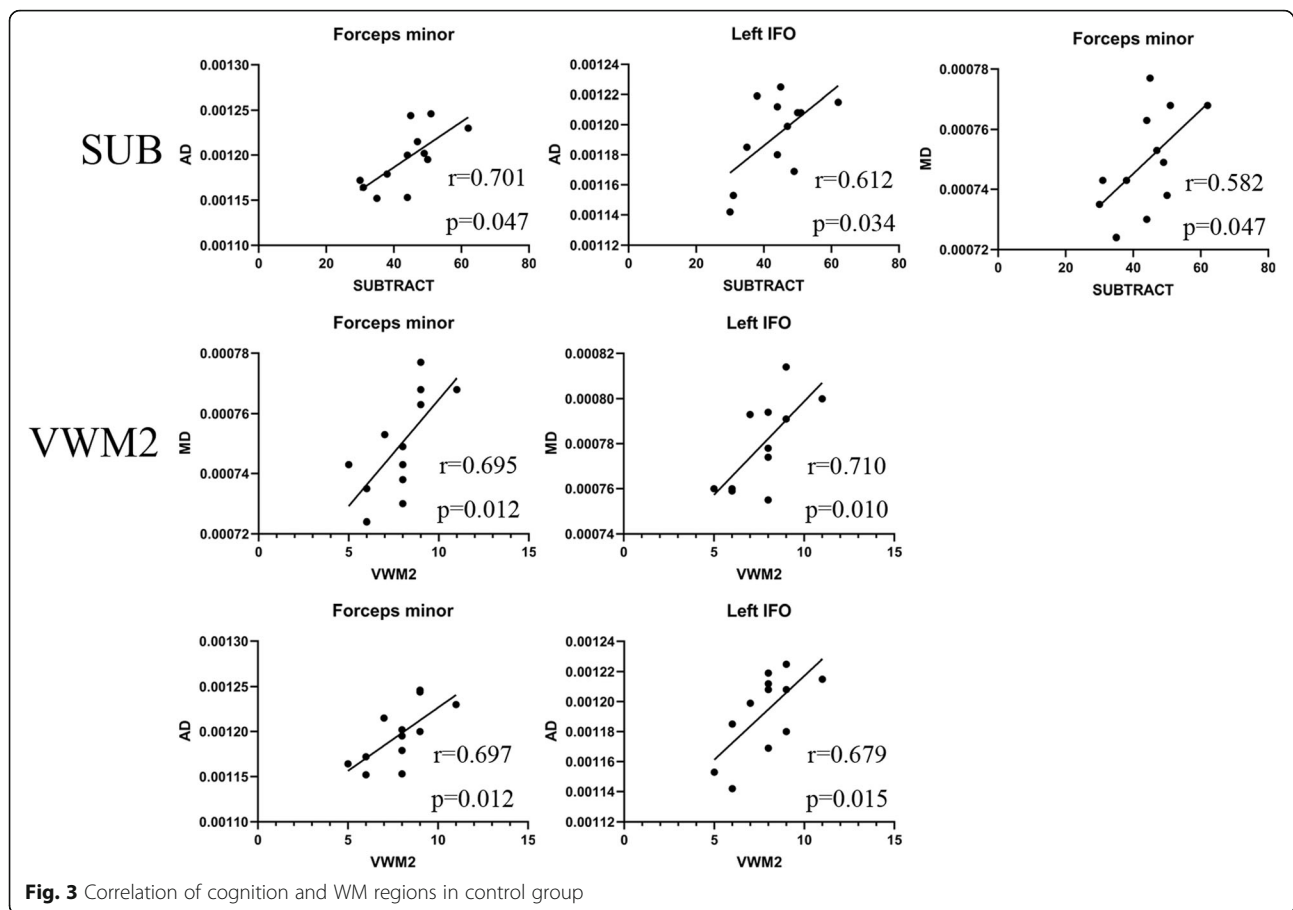 SUB
Forceps minor
0.00130
0.00125
0.00120
0.00115
0.00110
AD
r=0.701
p=0.047
0 20 40 60 80
SUBTRACT
Left IFO
0.00124
0.00122
0.00120
0.00118
0.00116
0.00114
0.00112
AD
r=0.612
p=0.034
0 20 40 60 80
SUBTRACT
Forceps minor
0.00078
0.00076
0.00074
0.00072
MD
r=0.582
p=0.047
0 20 40 60 80
SUBTRACT
VWM2
Forceps minor
0.00078
0.00076
0.00074
0.00072
MD
r=0.695
p=0.012
0 5 10 15
VWM2
Left IFO
0.00082
0.00080
0.00078
0.00076
0.00074
MD
r=0.710
p=0.010
0 5 10 15
VWM2
Forceps minor
0.00130
0.00125
0.00120
0.00115
0.00110
AD
r=0.697
p=0.012
0 5 10 15
VWM2
Left IFO
0.00124
0.00122
0.00120
0.00118
0.00116
0.00114
0.00112
AD
r=0.679
p=0.015
0 5 10 15
VWM2
Fig. 3 Correlation of cognition and WM regions in control group